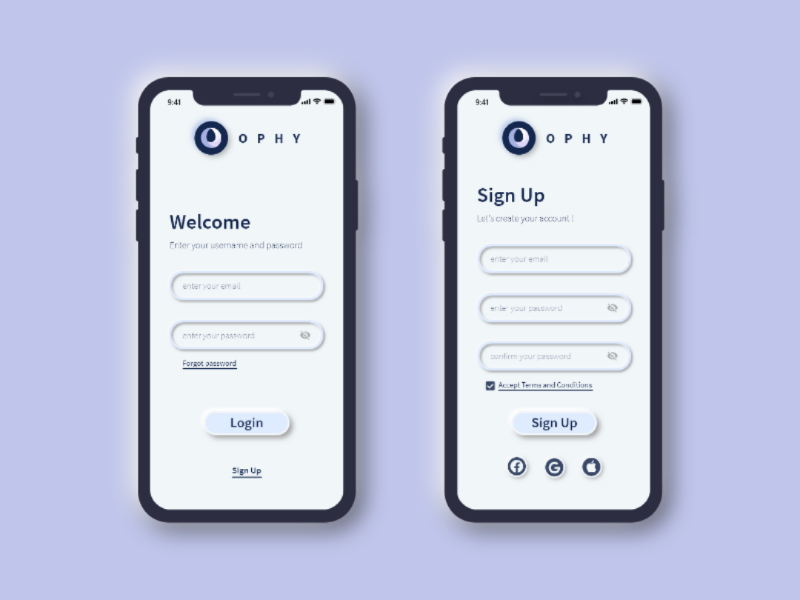 9:41
OPHY
Welcome
Enter your username and password
enter your email
enter your password
Forgot password
Login
Sign Up
9:41
OPHY
Sign Up
Let's create your account !
enter your email
enter your password
confirm your password
Accept Terms and Conditions
Sign Up